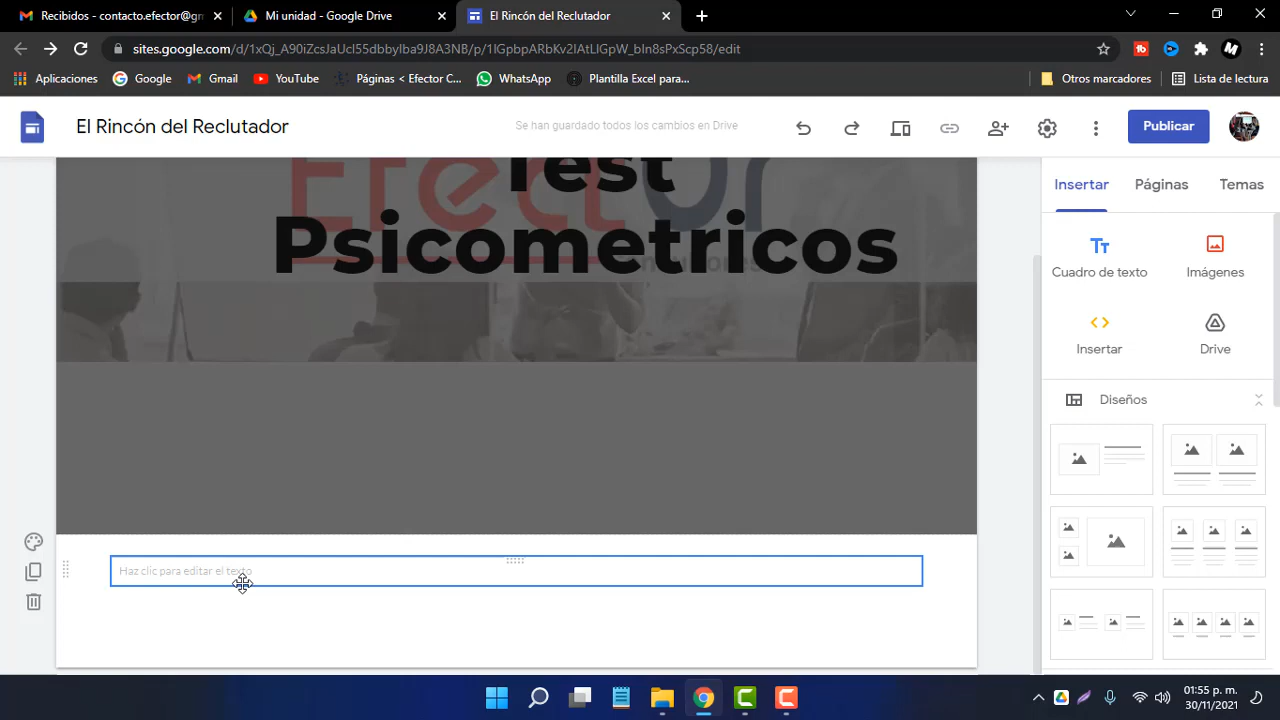 Recibidos - contacto.efector@gm
Mi unidad - Google Drive
El Rincón del Reclutador
sites.google.com/d/1xQj_A90iZcsJaUcl55dbbylba9J8A3NB/p/1lGpbpARbKv2IAtLlGpW_bIn8sPxScp58/edit
Aplicaciones
Google
Gmail
YouTube
Páginas < Efector C...
WhatsApp
Plantilla Excel para...
Otros marcadores
Lista de lectura
El Rincón del Reclutador
Se han guardado todos los cambios en Drive
Publicar
Insertar
Páginas
Temas
Test
Psicometricos
Efector
Cuadro de texto
Imágenes
Insertar
Drive
Diseños
Haz clic para editar el texto
01:55 p. m.
30/11/2021